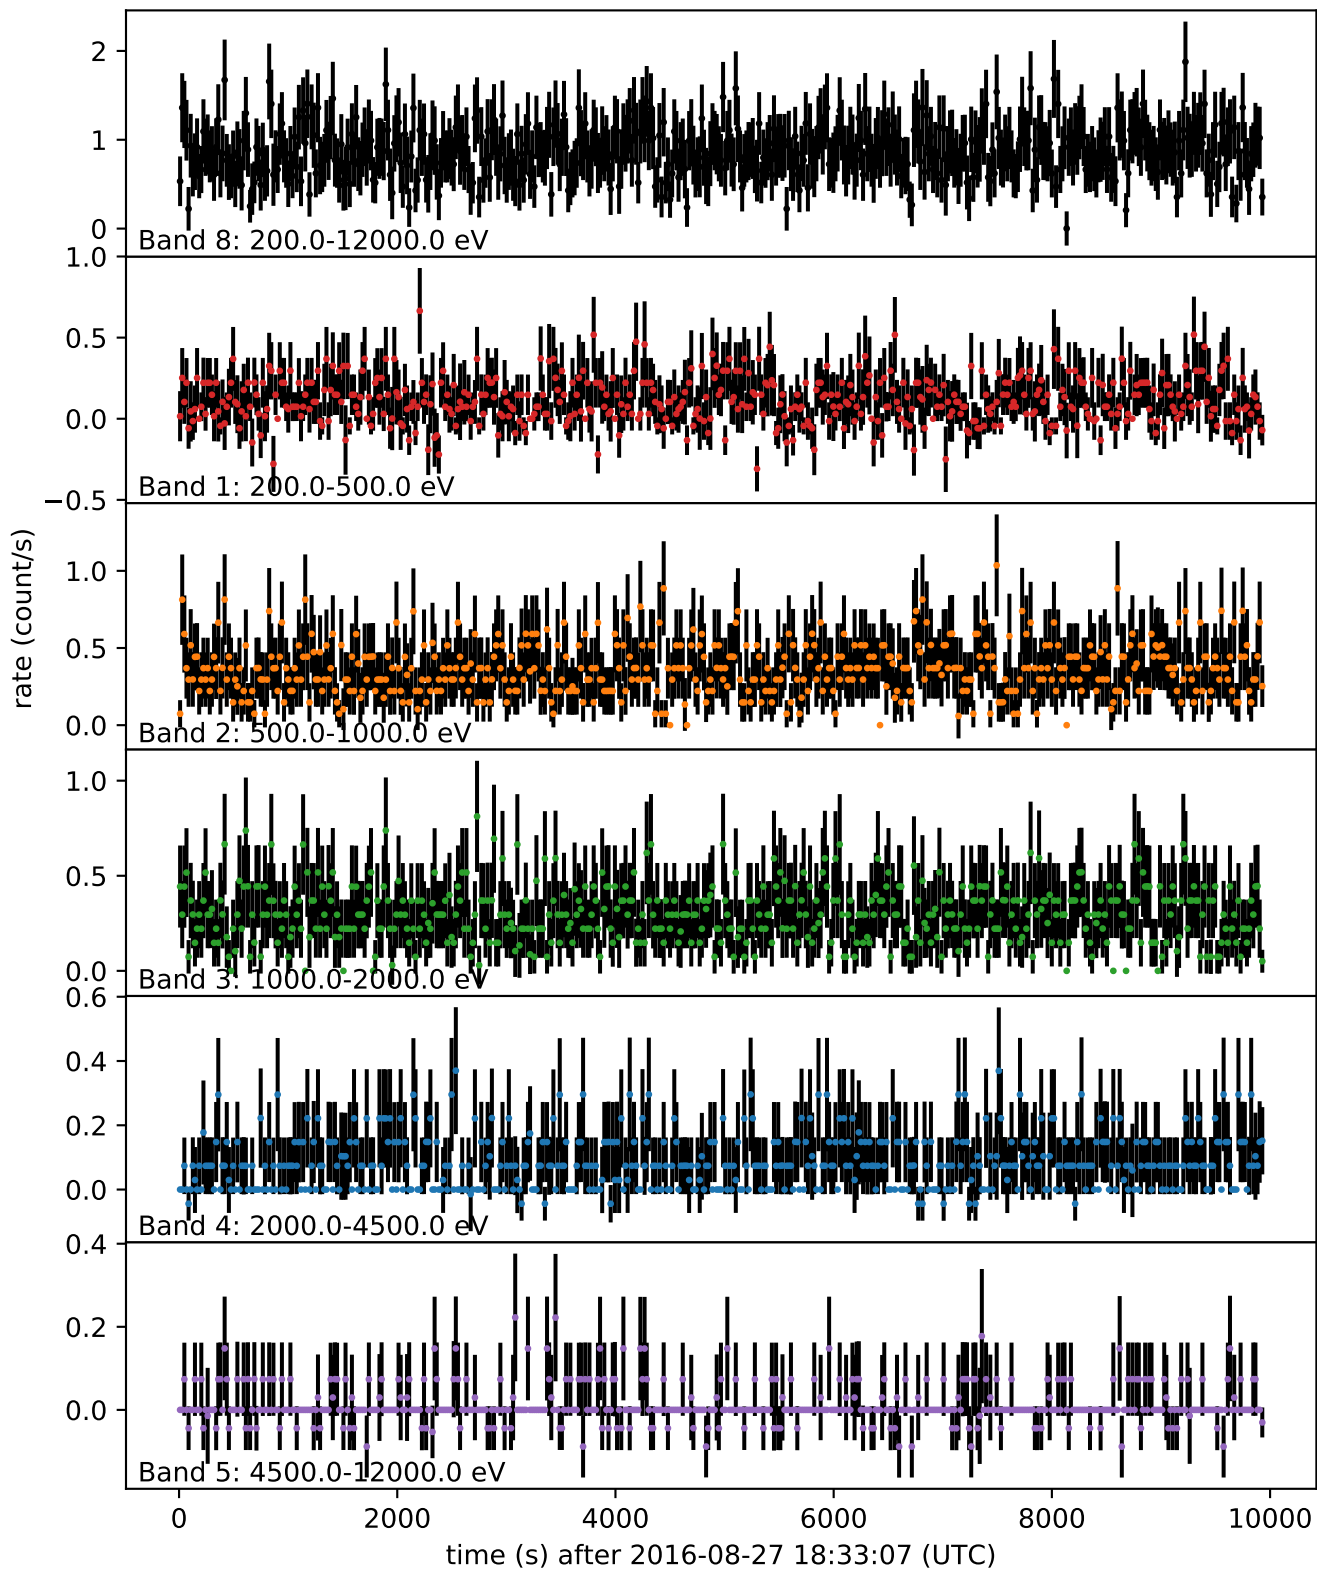 2
1
0
Band 8: 200.0-12000.0 eV
1.0
0.5
0.0
−0.5
Band 1: 200.0-500.0 eV
1.0
0.5
0.0
Band 2: 500.0-1000.0 eV
rate (count/s)
1.0
0.5
0.0
Band 3: 1000.0-2000.0 eV
0.6
0.4
0.2
0.0
Band 4: 2000.0-4500.0 eV
0.4
0.2
0.0
Band 5: 4500.0-12000.0 eV
0 2000 4000 6000 8000 10000
time (s) after 2016-08-27 18:33:07 (UTC)